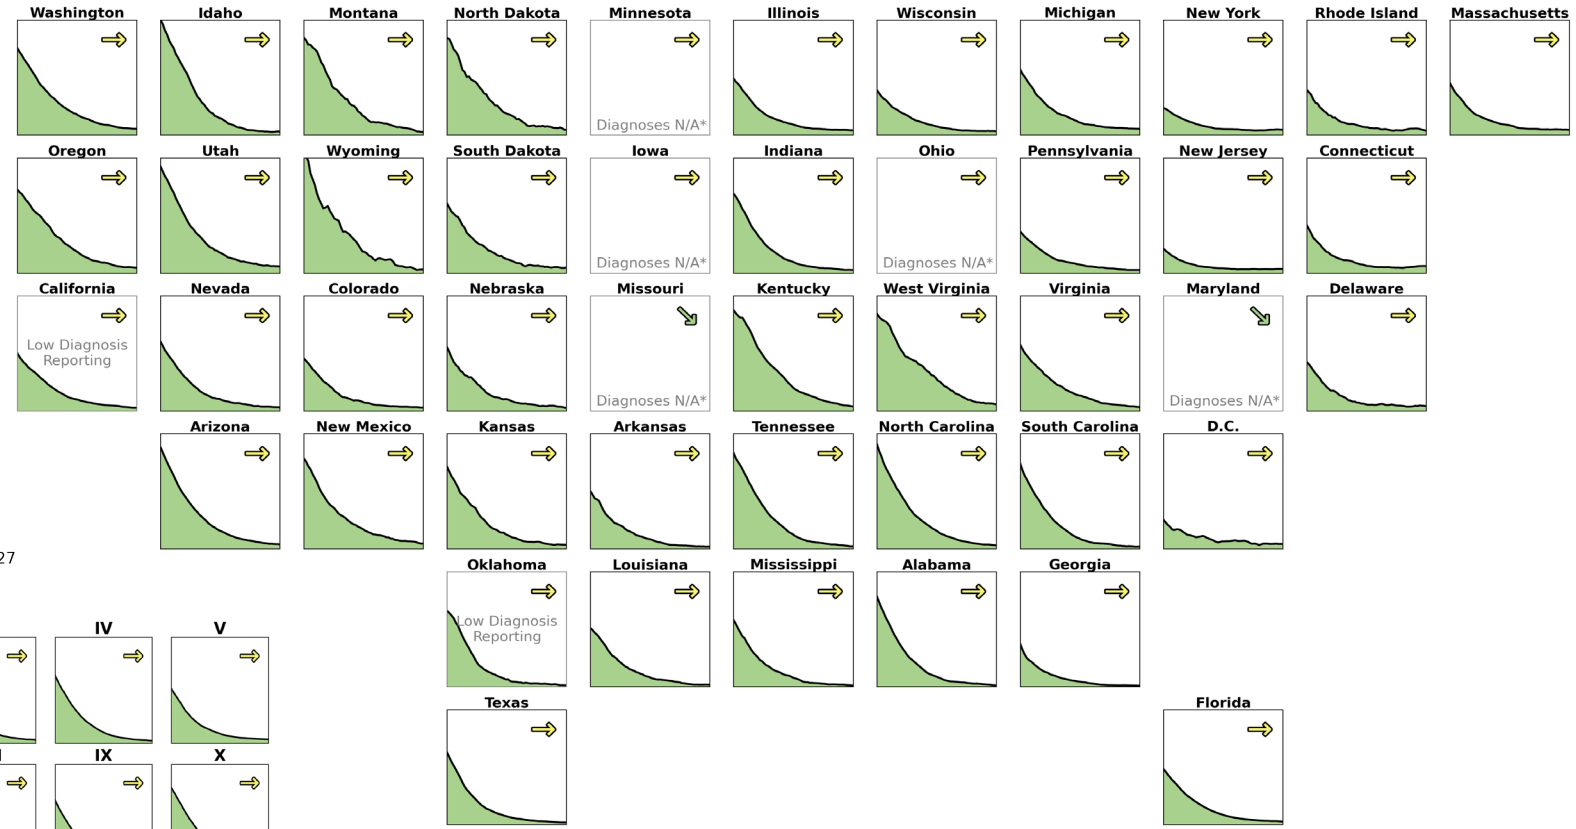 Washington Idaho Montana North Dakota Minnesota Illinois Wisconsin Michigan New York Rhode Island Massachusetts
Diagnoses N/A*
Oregon Utah Wyoming South Dakota Iowa Indiana Ohio Pennsylvania New Jersey Connecticut
Diagnoses N/A* Diagnoses N/A*
California Nevada Colorado Nebraska Missouri Kentucky West Virginia Virginia Maryland Delaware
Low Diagnosis
Reporting
Diagnoses N/A* Diagnoses N/A*
Arizona New Mexico Kansas Arkansas Tennessee North Carolina South Carolina D.C.
27
Oklahoma Louisiana Mississippi Alabama Georgia
Low Diagnosis
Reporting
IV V
Texas Florida
IX X